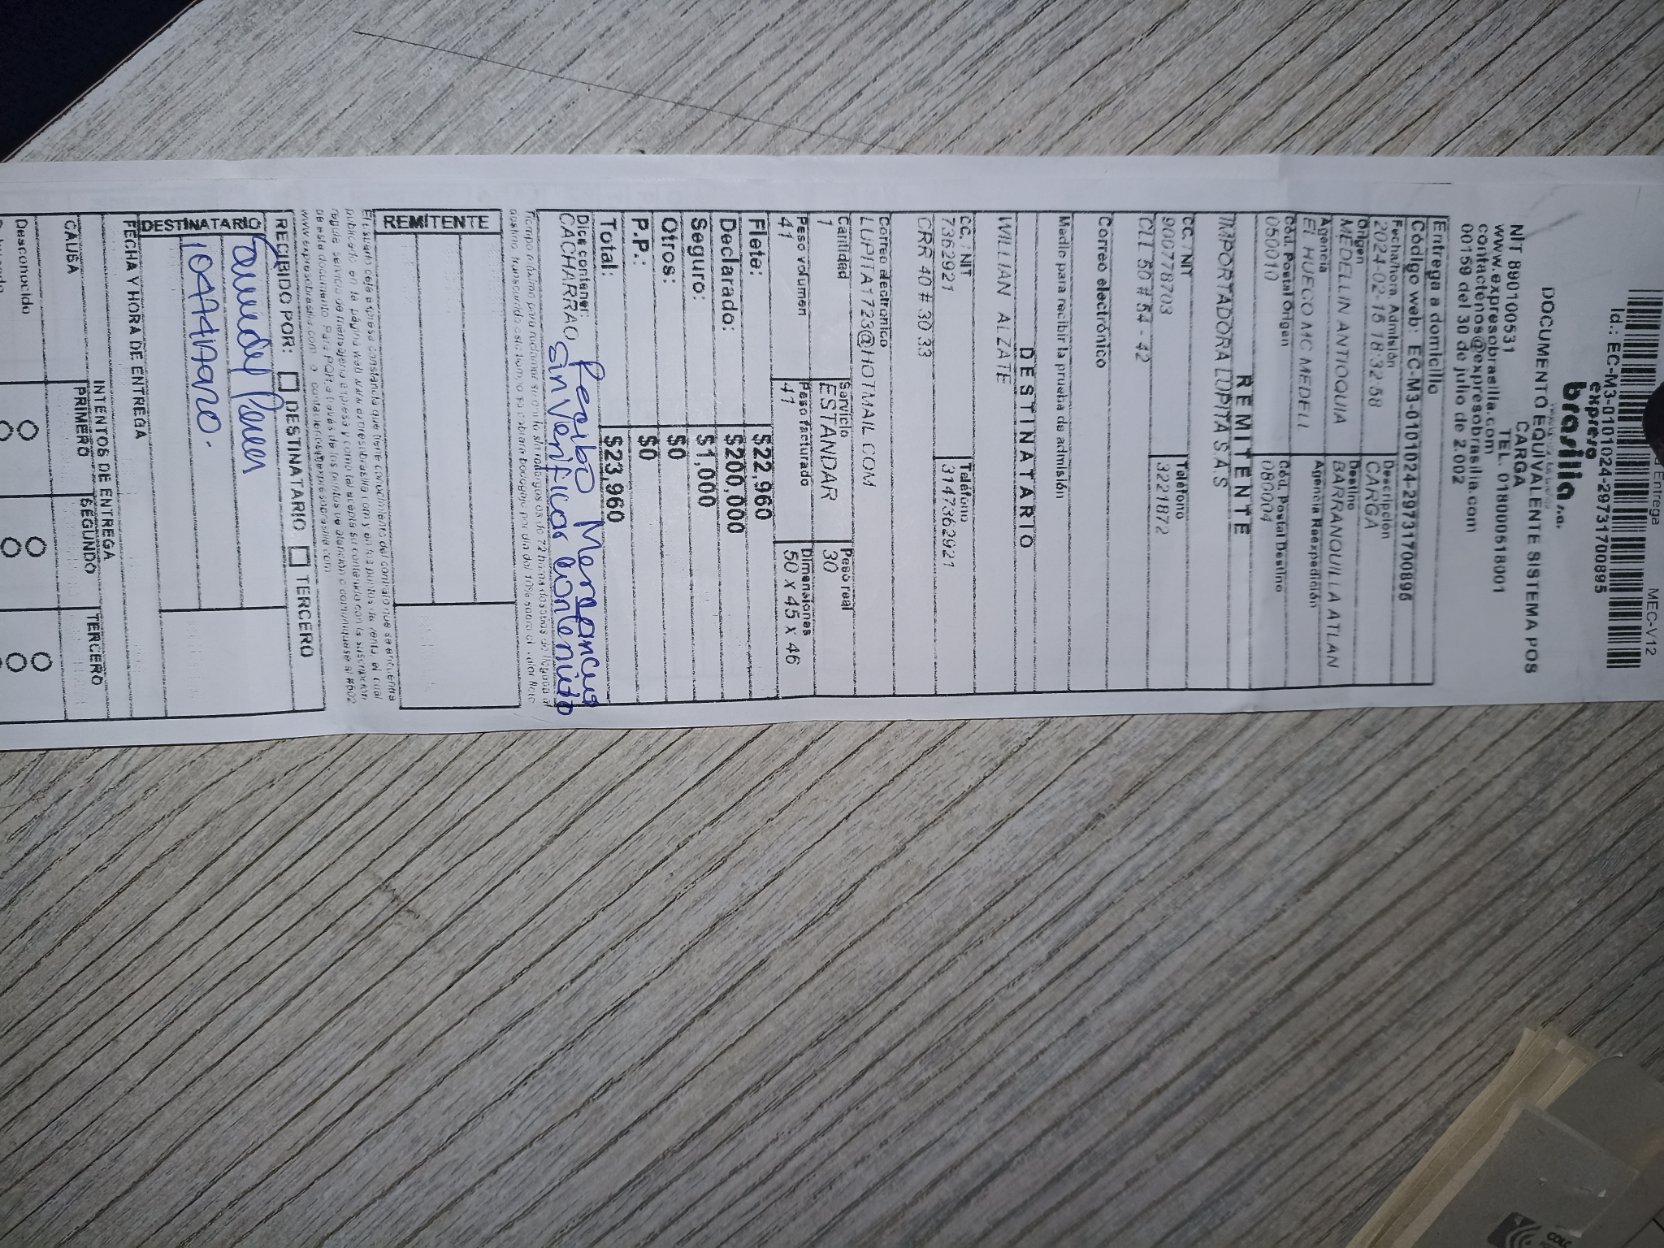 Entrega MEC-V12
Id.: EC-M3-0101024-29731700895
expreso
brasilia s.a.
DOCUMENTO EQUIVALENTE SISTEMA POS
CARGA
NIT 890100531 TEL. 018000518001
www.expresobrasilia.com
contactenos@expresobrasilia.com
00159 del 30 de julio de 2.002
Entrega a domicilio
Código web: EC-M3-0101024-29731700895
Fecha/hora Admisión Descripción
2024-02-15 18:32:58 CARGA
Origen Destino
MEDELLIN ANTIOQUIA BARRANQUILLA ATLAN
Agencia Agencia Reexpedición
EL HUECO MC MEDELL
Cód. Postal Origen Cód. Postal Destino
050010 080004
REMITENTE
IMPORTADORA LUPITA SAS
CC. / NIT Teléfono
900778703 3221872
CLL 50 # 54 - 42
Correo electrónico
Medio para recibir la prueba de admisión
DESTINATARIO
WILLIAN ALZATE
CC. / NIT Teléfono
7362921 3147362921
CRR 40 # 30 33
Correo electronico
LUPITA1723@HOTMAIL.COM
Cantidad Servicio Peso real
1 ESTANDAR 30
Peso volumen Peso facturado Dimensiones
41 41 50 x 45 x 46
Flete: $22,960
Declarado: $200,000
Seguro: $1,000
Otros: $0
P.P.: $0
Total: $23,960
Dice contener:
CACHARRAO
Recibo Mercancia
Sin Verificar contenido
REMITENTE
RECIBIDO POR: DESTINATARIO TERCERO
DESTINATARIO
FECHA Y HORA DE ENTREGA
INTENTOS DE ENTREGA
CAUSA PRIMERO SEGUNDO TERCERO
Desconocido